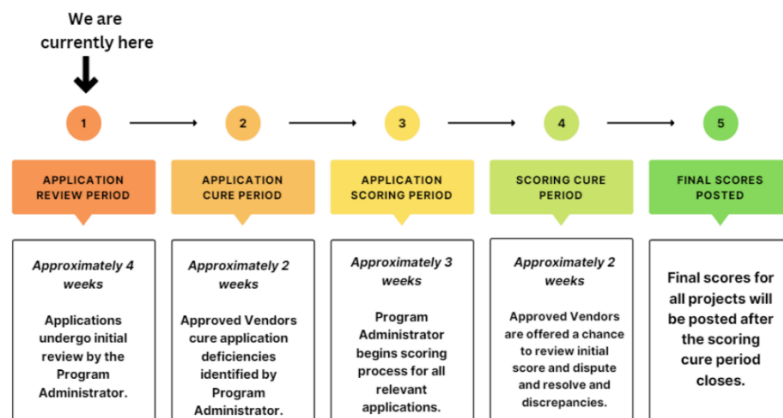 We are
currently here
1
2
3
4
5
APPLICATION
REVIEW PERIOD
APPLICATION
CURE PERIOD
APPLICATION
SCORING PERIOD
SCORING CURE
PERIOD
FINAL SCORES
POSTED
Approximately 4
weeks
Applications
undergo initial
review by the
Program
Administrator.
Approximately 2
weeks
Approved Vendors
cure application
deficiencies
identified by
Program
Administrator.
Approximately 3
weeks
Program
Administrator
begins scoring
process for all
relevant
applications.
Approximately 2
weeks
Approved Vendors
are offered a chance
to review initial
score and dispute
and resolve and
discrepancies.
Final scores for
all projects will
be posted after
the scoring
cure period
closes.